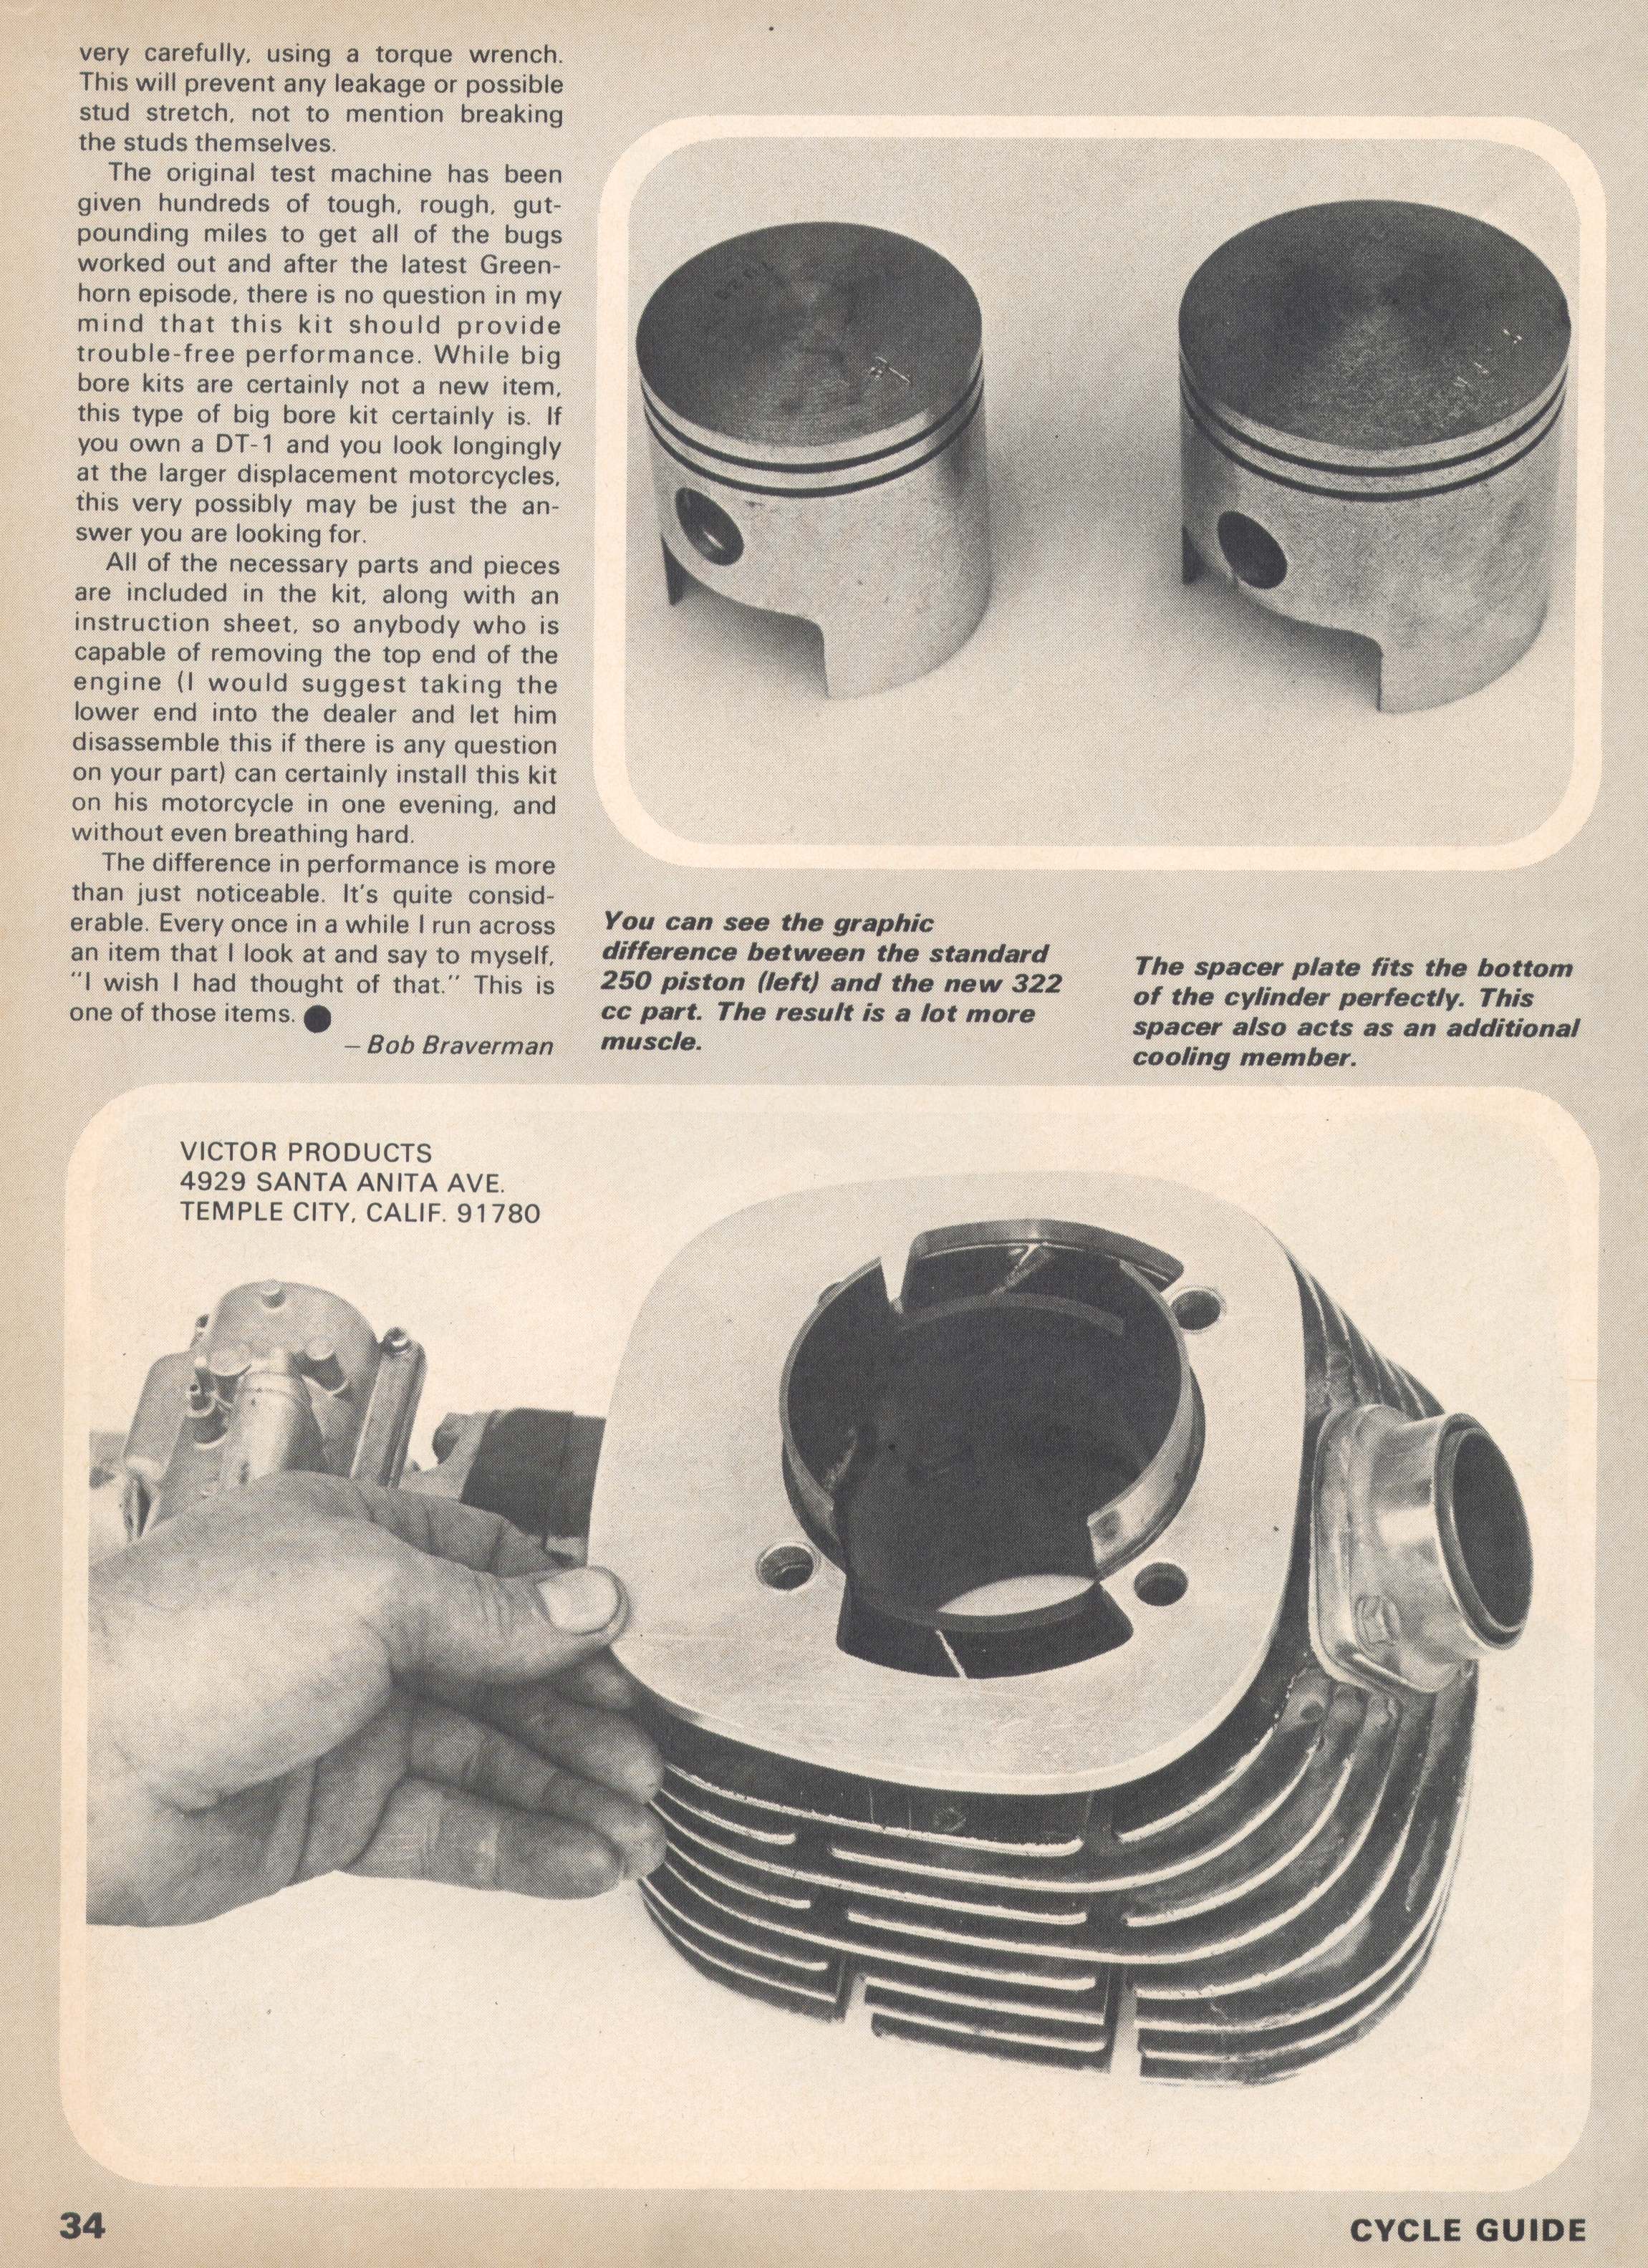 very carefully, using a torque wrench.
This will prevent any leakage or possible
stud stretch, not to mention breaking
the studs themselves.
The original test machine has been
given hundreds of tough, rough, gut-
pounding miles to get all of the bugs
worked out and after the latest Green-
horn episode, there is no question in my
mind that this kit should provide
trouble-free performance. While big
bore kits are certainly not a new item,
this type of big bore kit certainly is. If
you own a DT-1 and you look longingly
at the larger displacement motorcycles,
this very possibly may be just the an-
swer you are looking for.
All of the necessary parts and pieces
are included in the kit, along with an
instruction sheet, so anybody who is
capable of removing the top end of the
engine (I would suggest taking the
lower end into the dealer and let him
disassemble this if there is any question
on your part) can certainly install this kit
on his motorcycle in one evening, and
without even breathing hard.
The difference in performance is more
than just noticeable. It's quite consid-
erable. Every once in a while I run across
an item that I look at and say to myself,
"I wish I had thought of that." This is
one of those items.
– Bob Braverman
You can see the graphic
difference between the standard
250 piston (left) and the new 322
cc part. The result is a lot more
muscle.
The spacer plate fits the bottom
of the cylinder perfectly. This
spacer also acts as an additional
cooling member.
VICTOR PRODUCTS
4929 SANTA ANITA AVE.
TEMPLE CITY, CALIF. 91780
34
CYCLE GUIDE